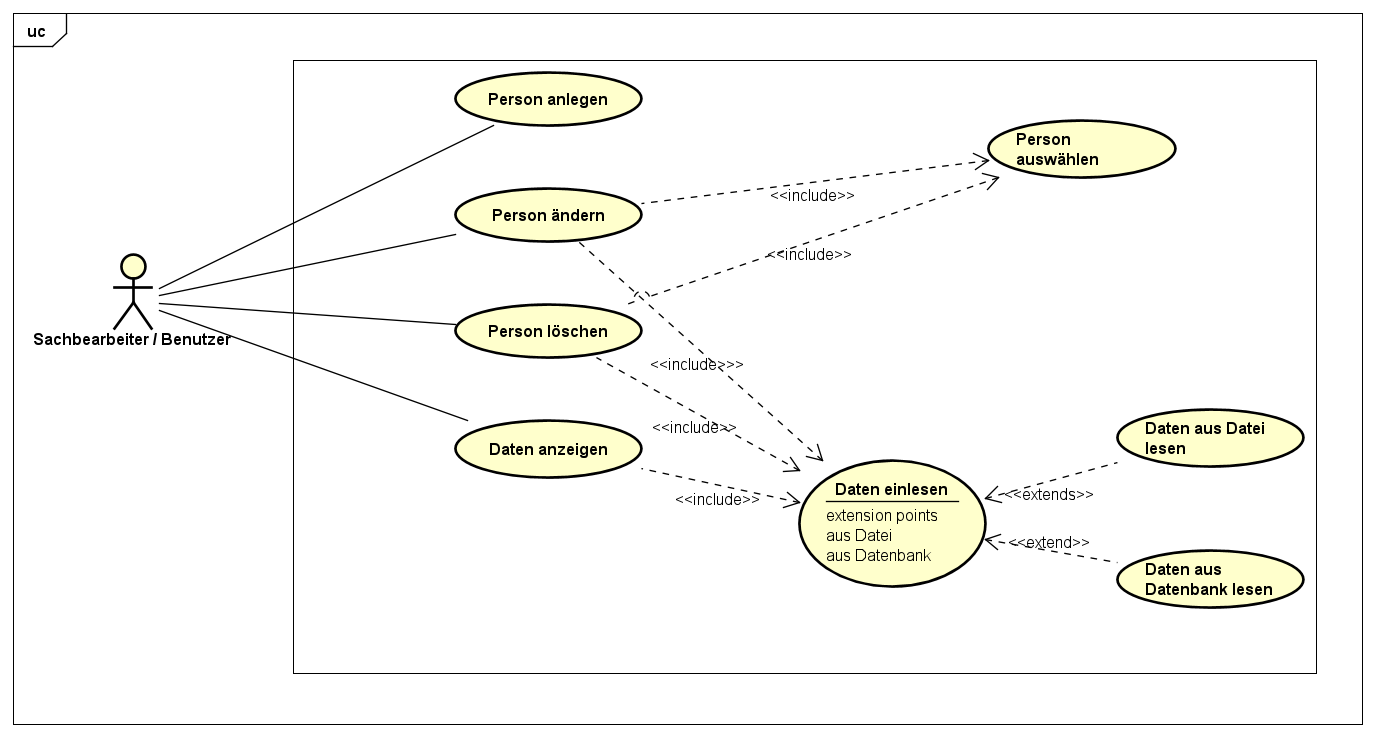 uc
Person anlegen
Person
auswählen
<<include>>
Person ändern
<<include>>
Sachbearbeiter / Benutzer
Person löschen
<<include>>>
<<include>>
Daten aus Datei
lesen
Daten anzeigen
<<include>>
Daten einlesen
extension points
aus Datei
aus Datenbank
<<extends>>
<<extend>>
Daten aus
Datenbank lesen